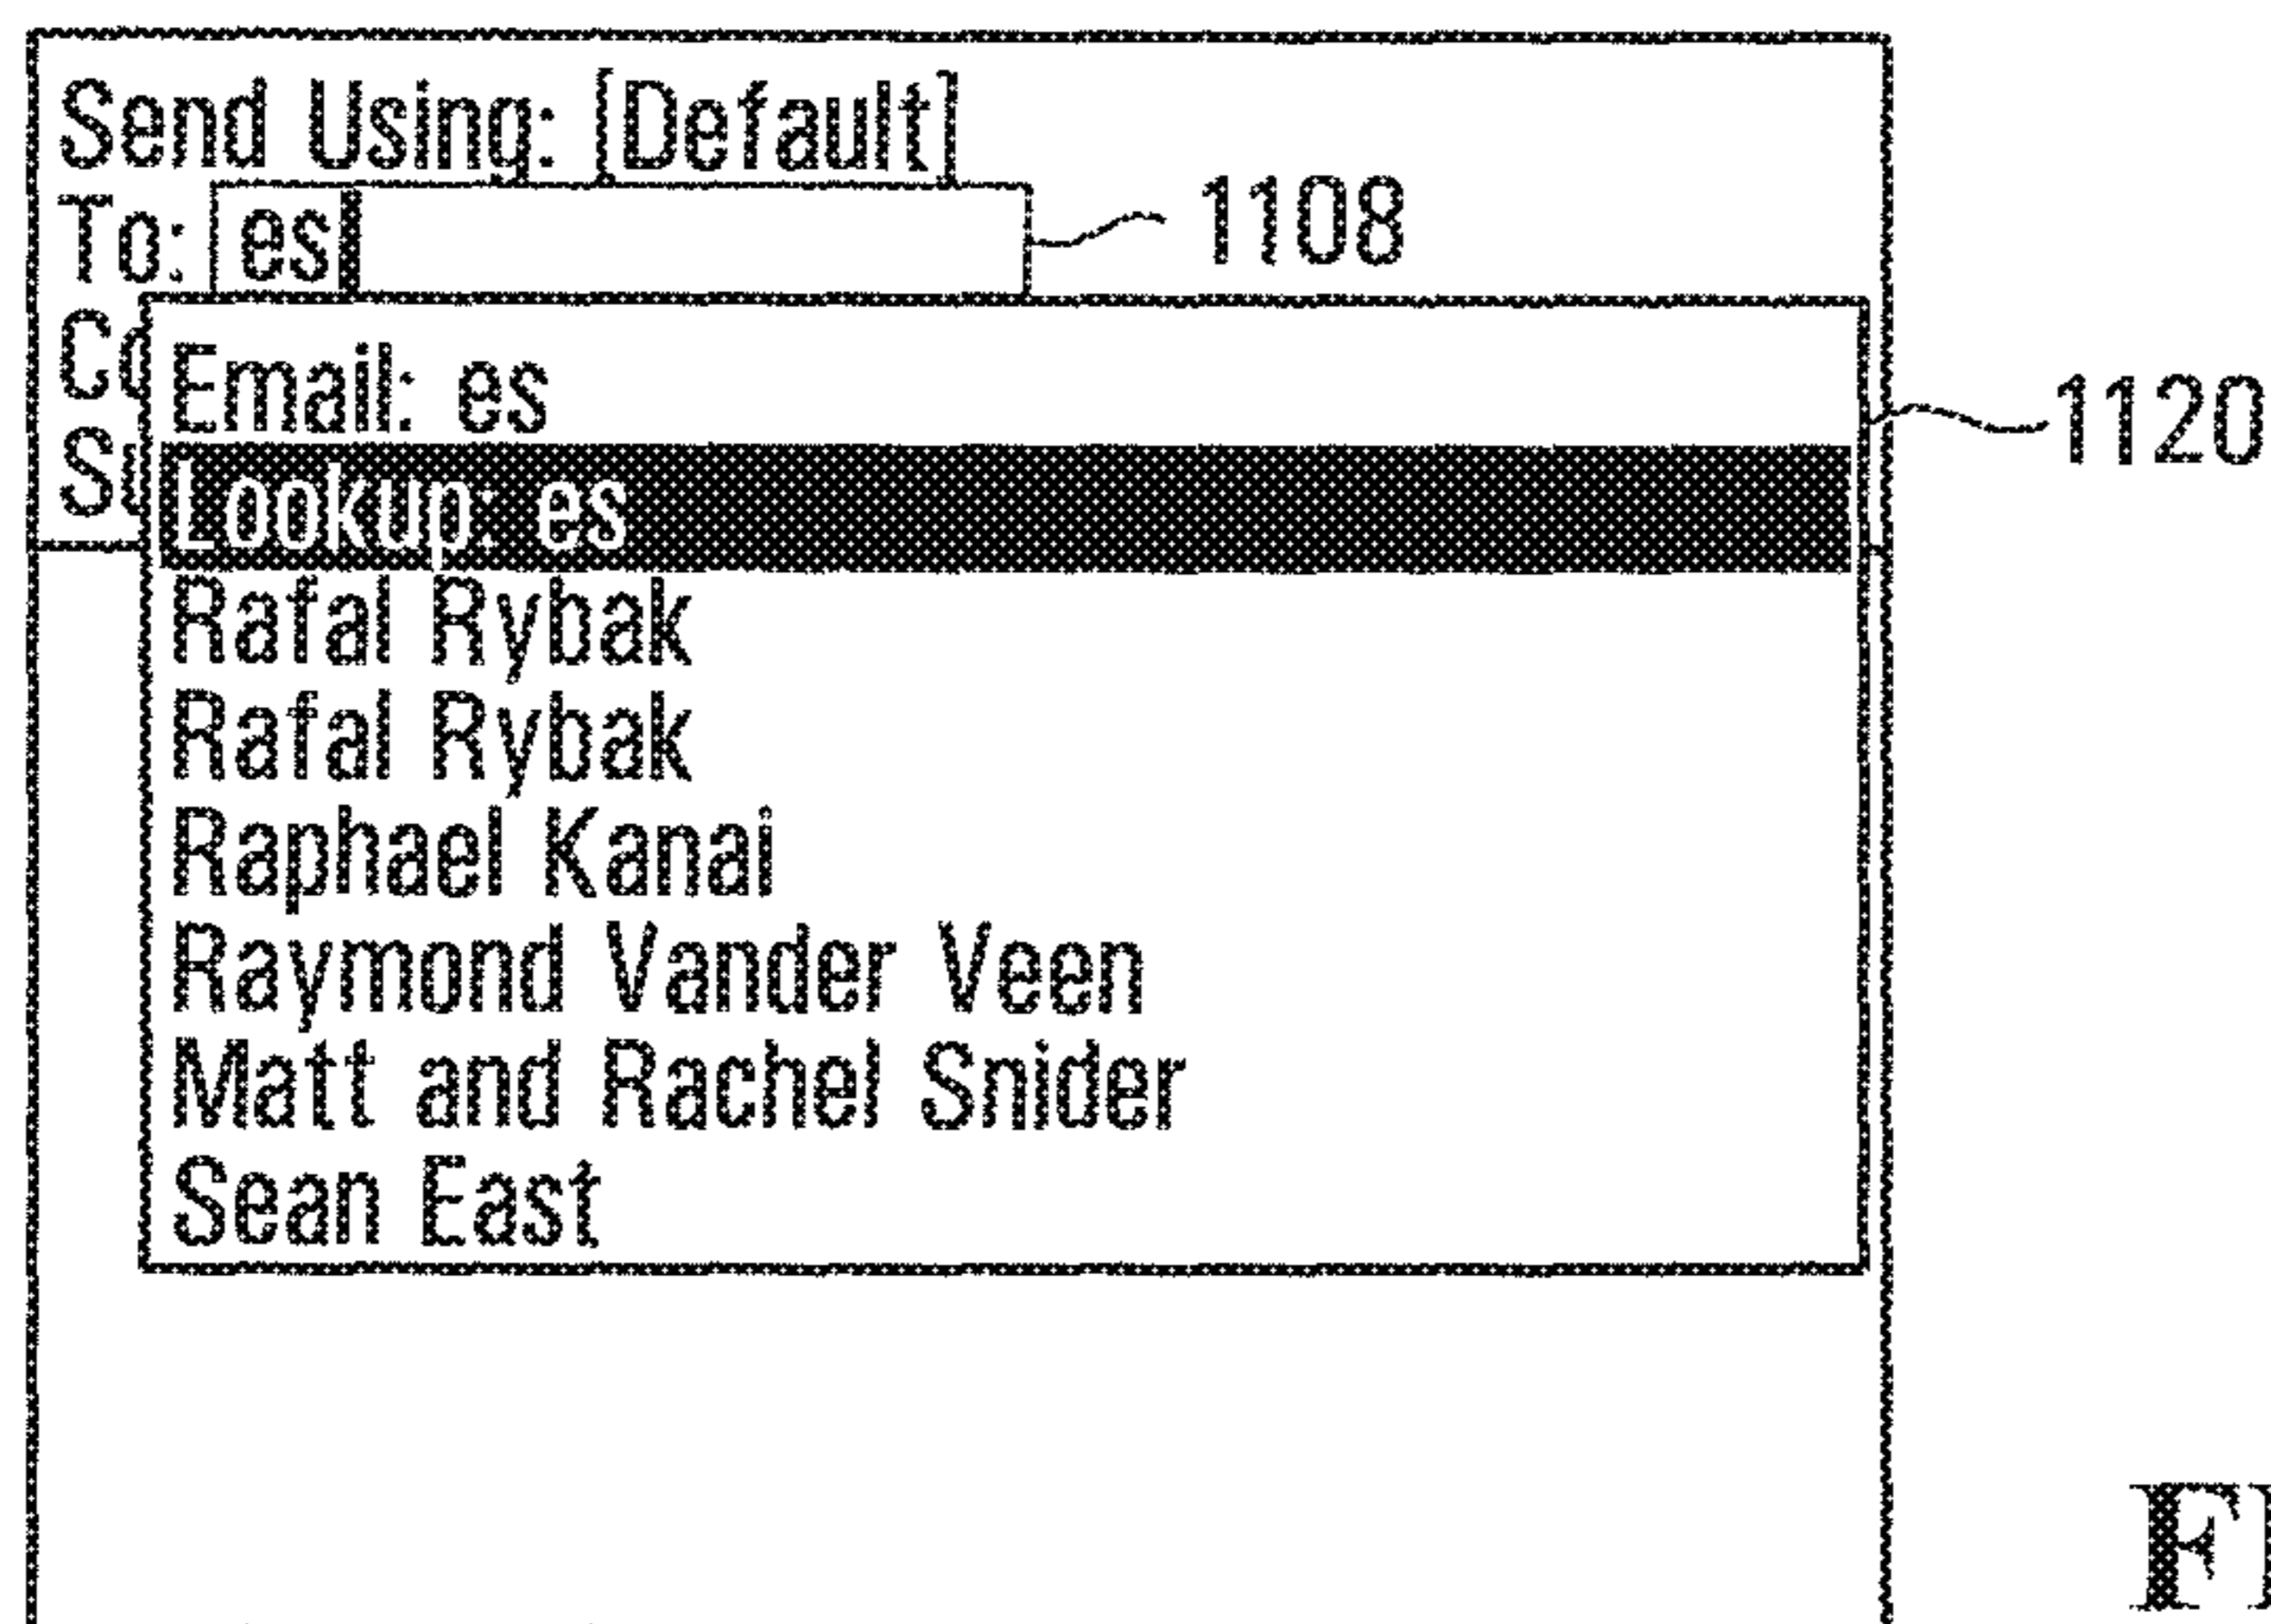 Send Using: [Default]
To: es
1108
Email: es
1120
Lookup: es
Rafal Rybak
Rafal Rybak
Raphael Kanai
Raymond Vander Veen
Matt and Rachel Snider
Sean East